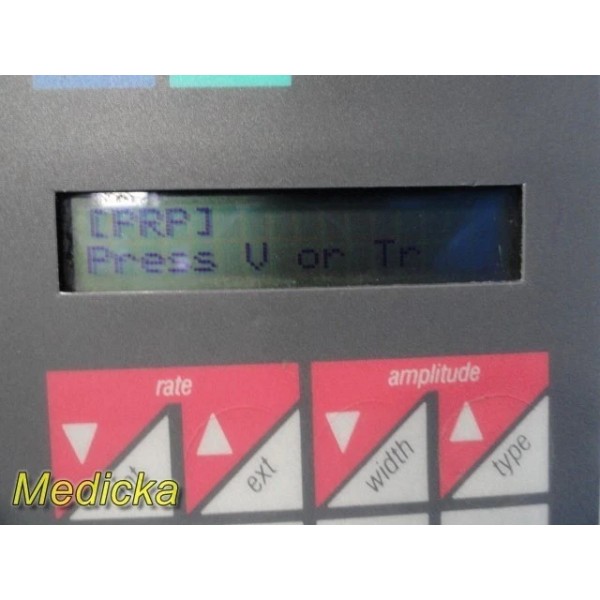 [PRP]
Press V or Tr
rate
amplitude
ext
width
type
Medicka